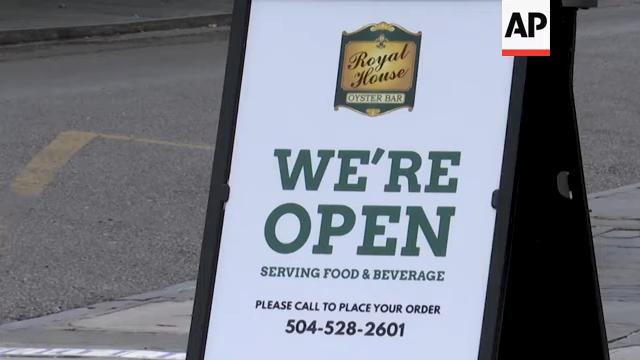 AP
Royal
House
OYSTER BAR
WE'RE
OPEN
SERVING FOOD & BEVERAGE
PLEASE CALL TO PLACE YOUR ORDER
504-528-2601